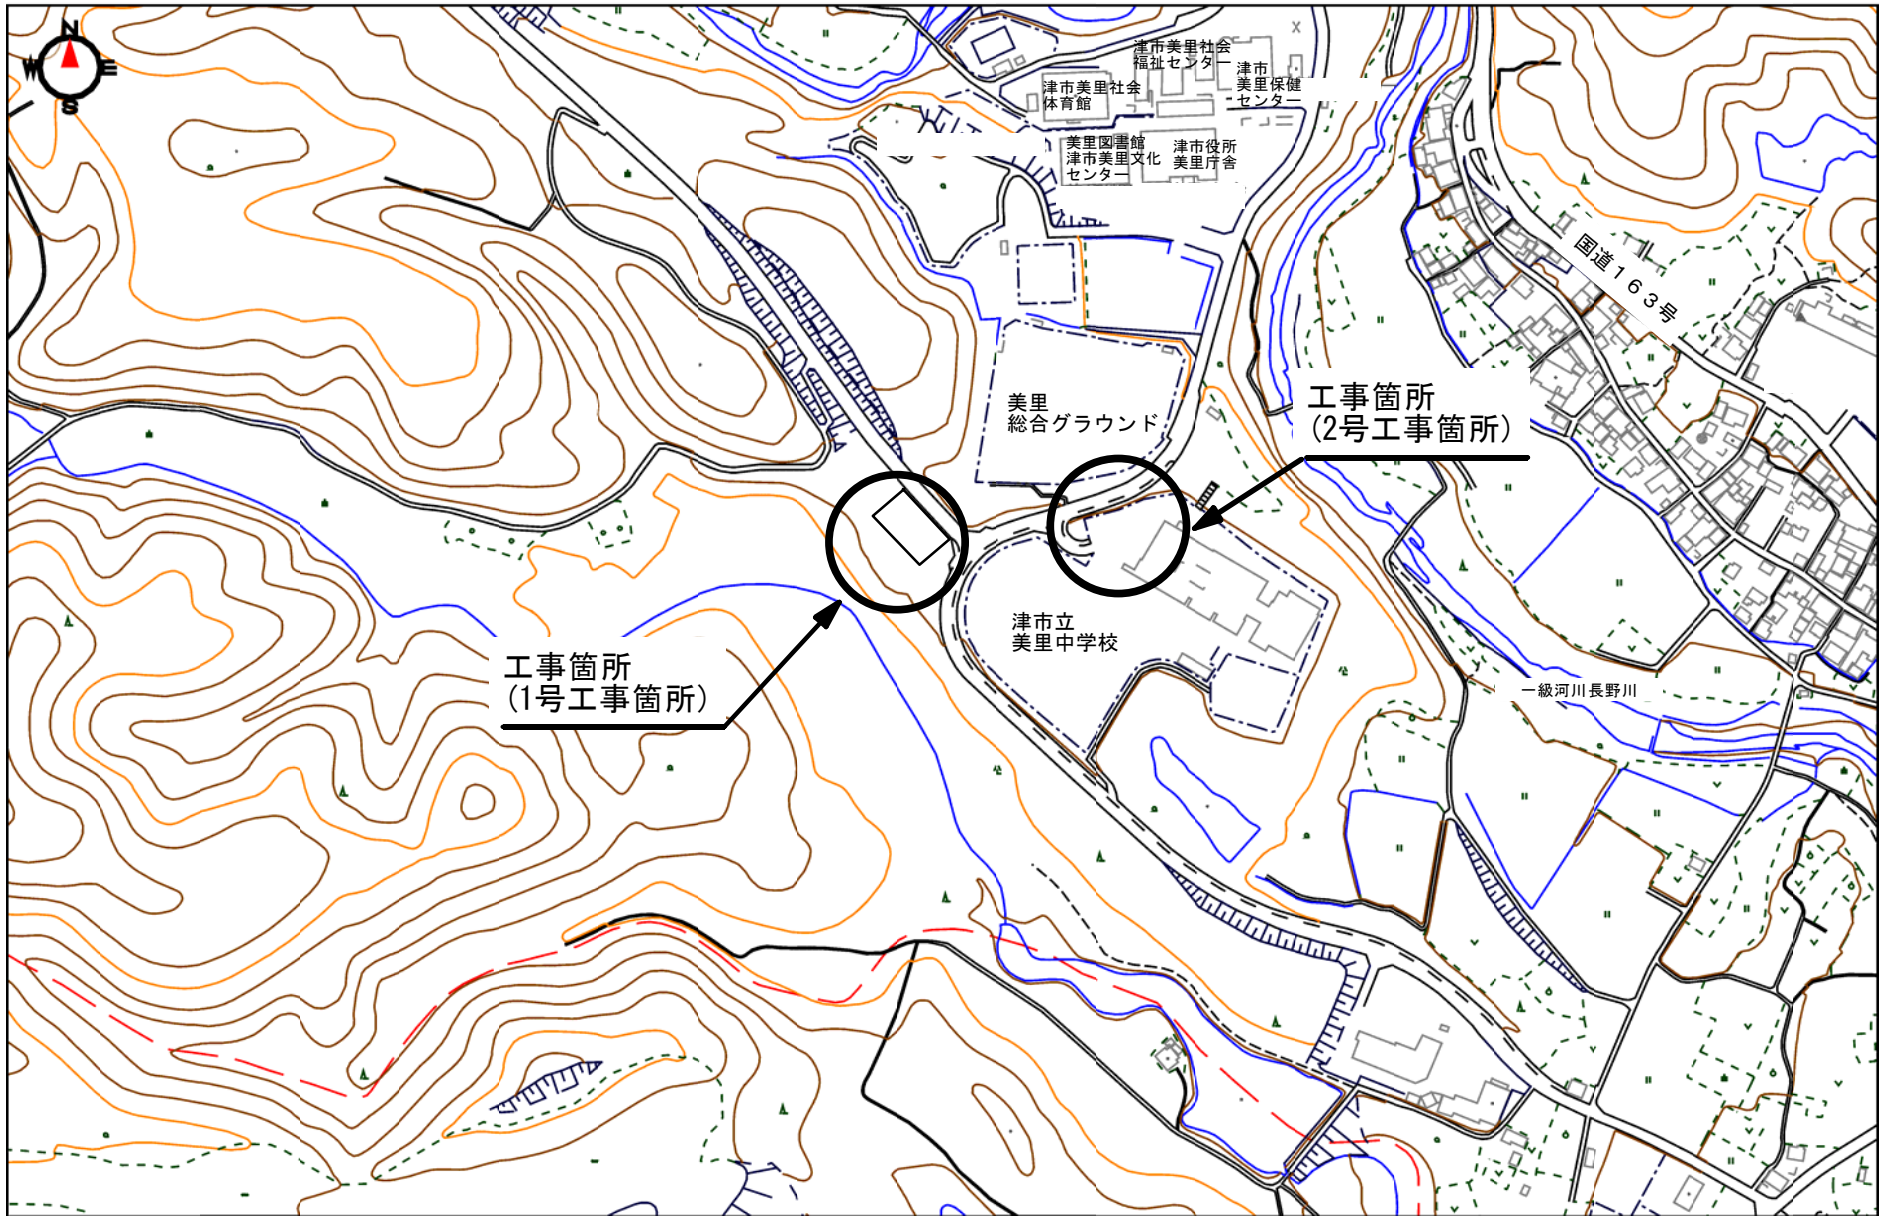 N
W
E
S
津市美里社会
福祉センター
津市
美里保健
センター
津市美里社会
体育館
美里図書館
津市美里文化
センター
津市役所
美里庁舎
国道163号
美里
総合グラウンド
工事箇所
(2号工事箇所)
津市立
美里中学校
工事箇所
(1号工事箇所)
一級河川長野川